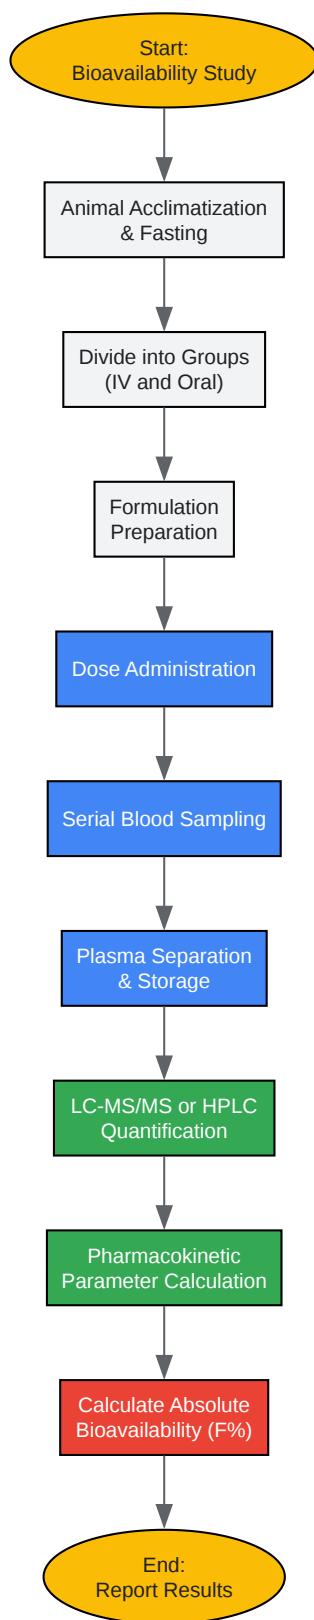 Start:
Bioavailability Study
Animal Acclimatization
& Fasting
Divide into Groups
(IV and Oral)
Formulation
Preparation
Dose Administration
Serial Blood Sampling
Plasma Separation
& Storage
LC-MS/MS or HPLC
Quantification
Pharmacokinetic
Parameter Calculation
Calculate Absolute
Bioavailability (F%)
End:
Report Results